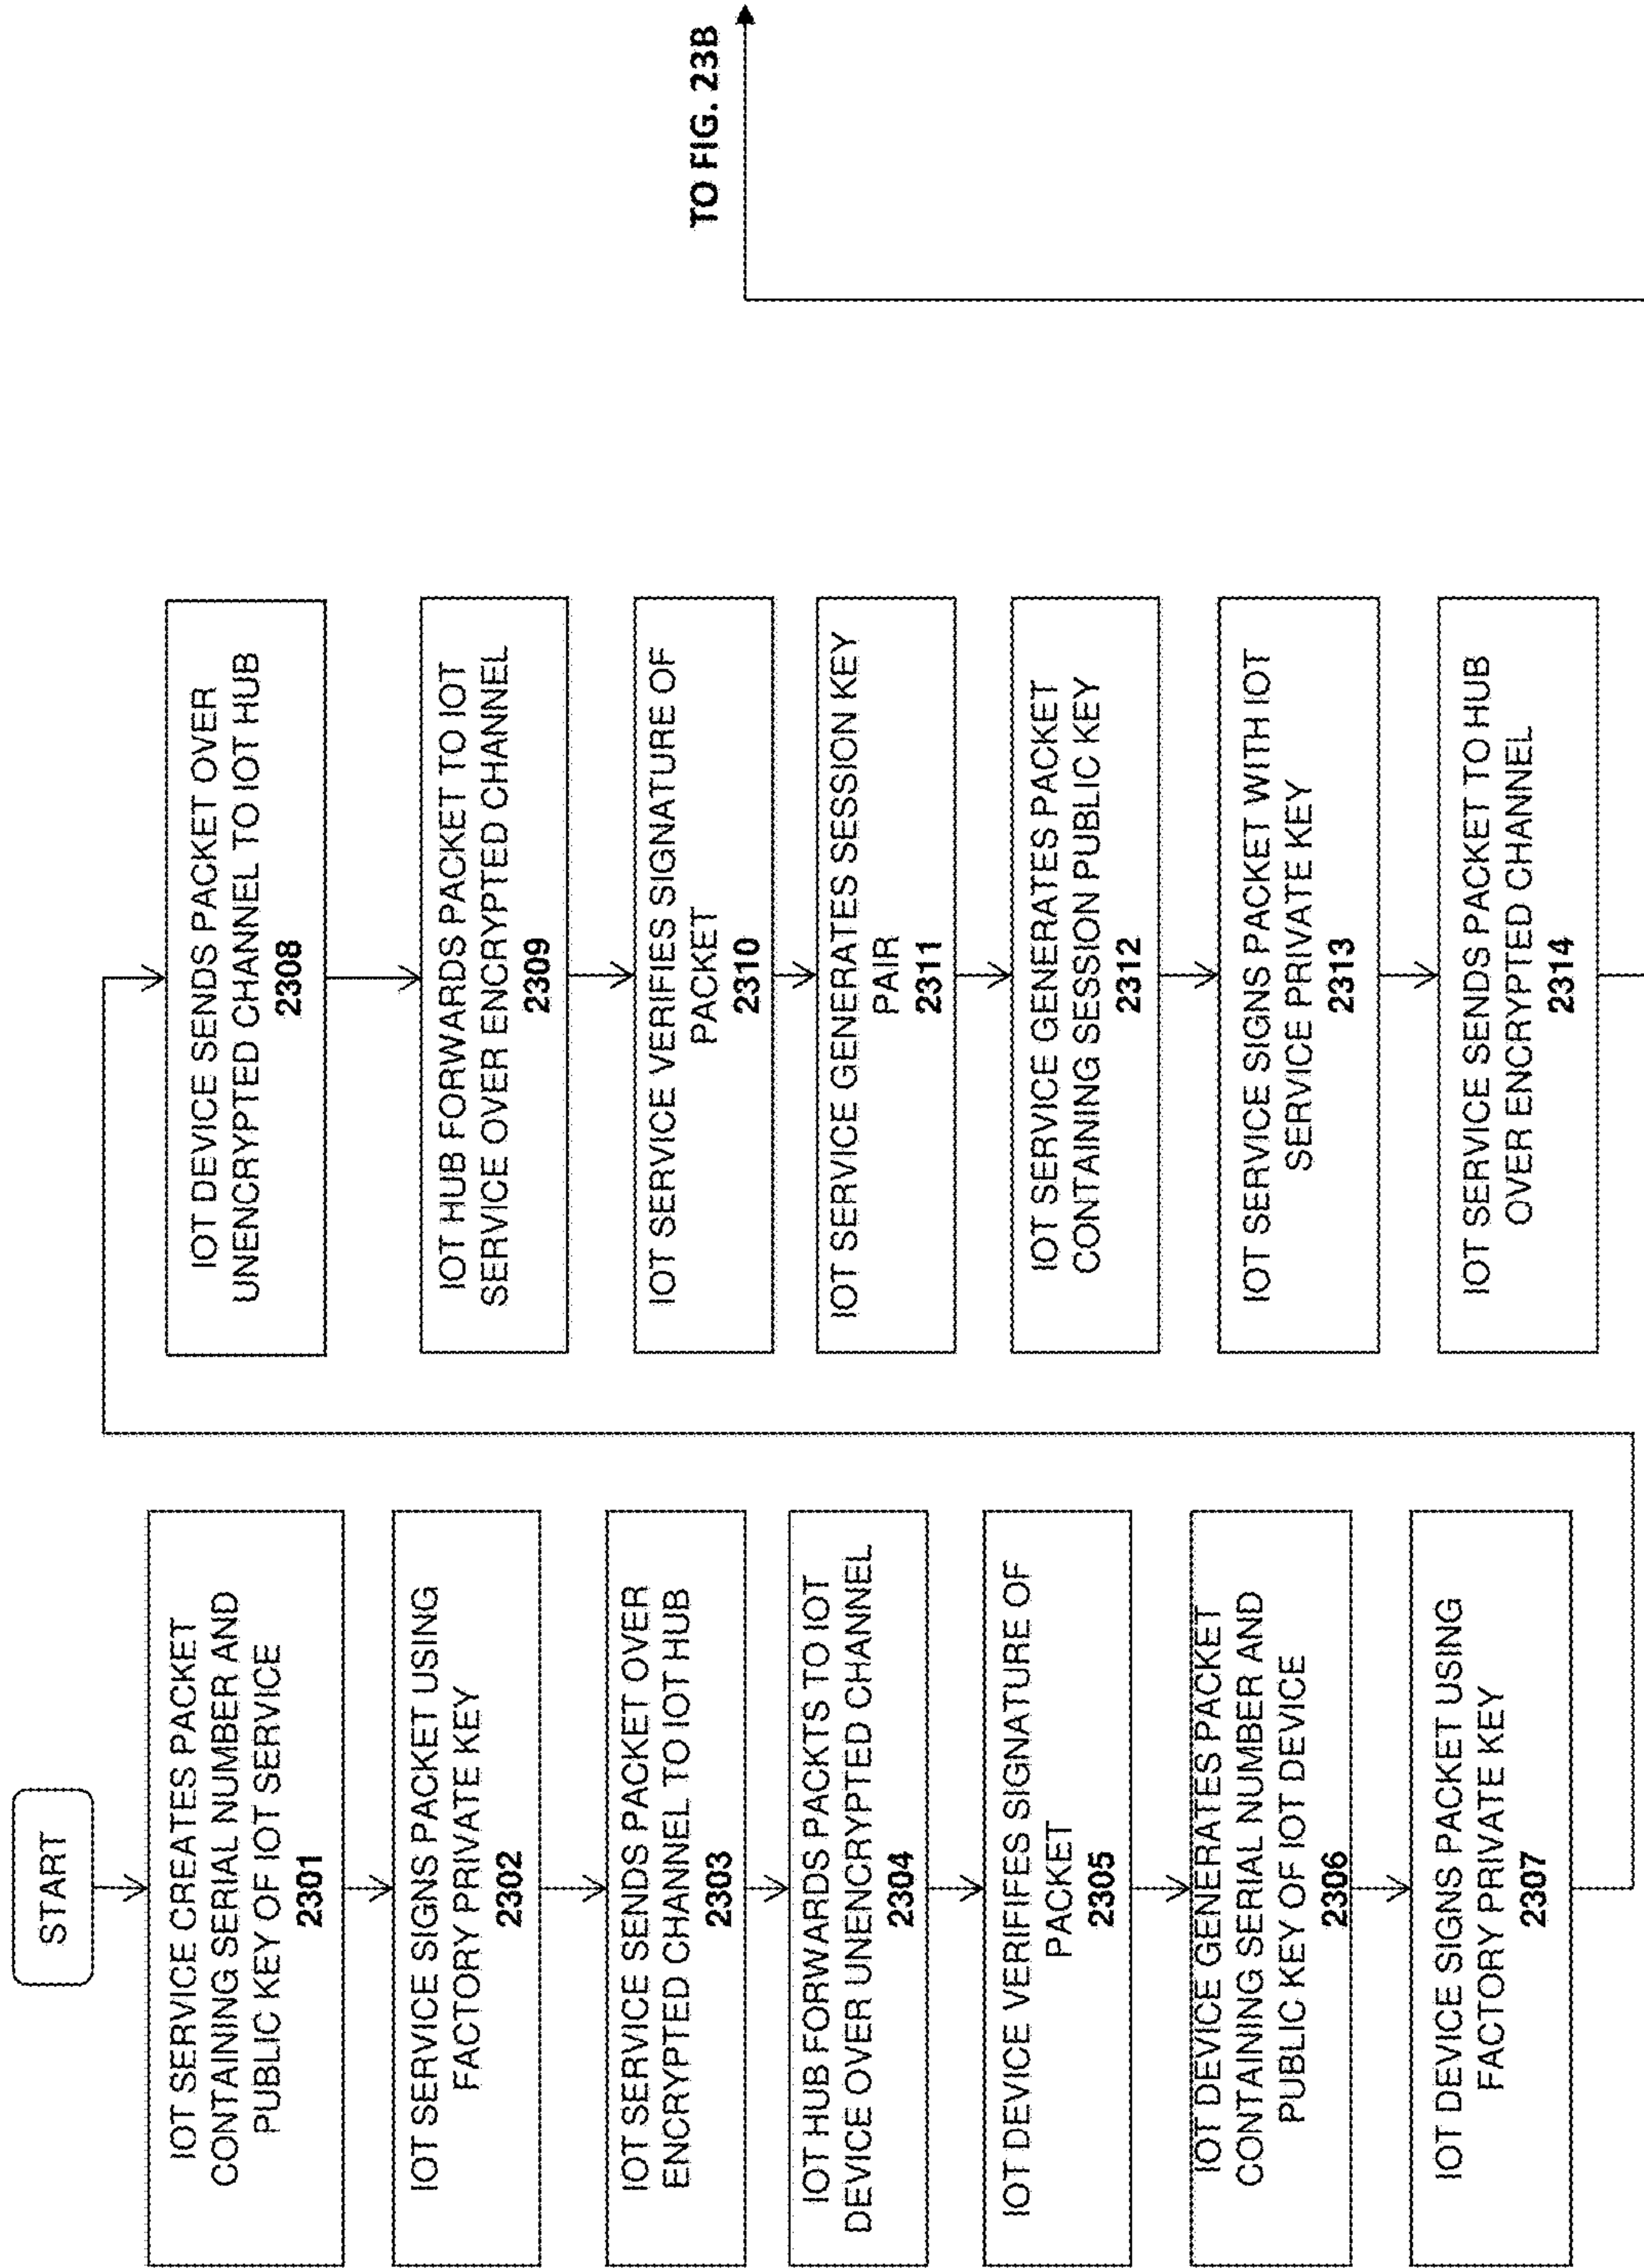 START
IOT SERVICE CREATES PACKET
CONTAINING SERIAL NUMBER AND
PUBLIC KEY OF IOT SERVICE
2301
IOT SERVICE SIGNS PACKET USING
FACTORY PRIVATE KEY
2302
IOT SERVICE SENDS PACKET OVER
ENCRYPTED CHANNEL TO IOT HUB
2303
IOT HUB FORWARDS PACKTS TO IOT
DEVICE OVER UNENCRYPTED CHANNEL
2304
IOT DEVICE VERIFIFES SIGNATURE OF
PACKET
2305
IOT DEVICE GENERATES PACKET
CONTAINING SERIAL NUMBER AND
PUBLIC KEY OF IOT DEVICE
2306
IOT DEVICE SIGNS PACKET USING
FACTORY PRIVATE KEY
2307
IOT DEVICE SENDS PACKET OVER
UNENCRYPTED CHANNEL TO IOT HUB
2308
IOT HUB FORWARDS PACKET TO IOT
SERVICE OVER ENCRYPTED CHANNEL
2309
IOT SERVICE VERIFIES SIGNATURE OF
PACKET
2310
IOT SERVICE GENERATES SESSION KEY
PAIR
2311
IOT SERVICE GENERATES PACKET
CONTAINING SESSION PUBLIC KEY
2312
IOT SERVICE SIGNS PACKET WITH IOT
SERVICE PRIVATE KEY
2313
IOT SERVICE SENDS PACKET TO HUB
OVER ENCRYPTED CHANNEL
2314
TO FIG. 23B